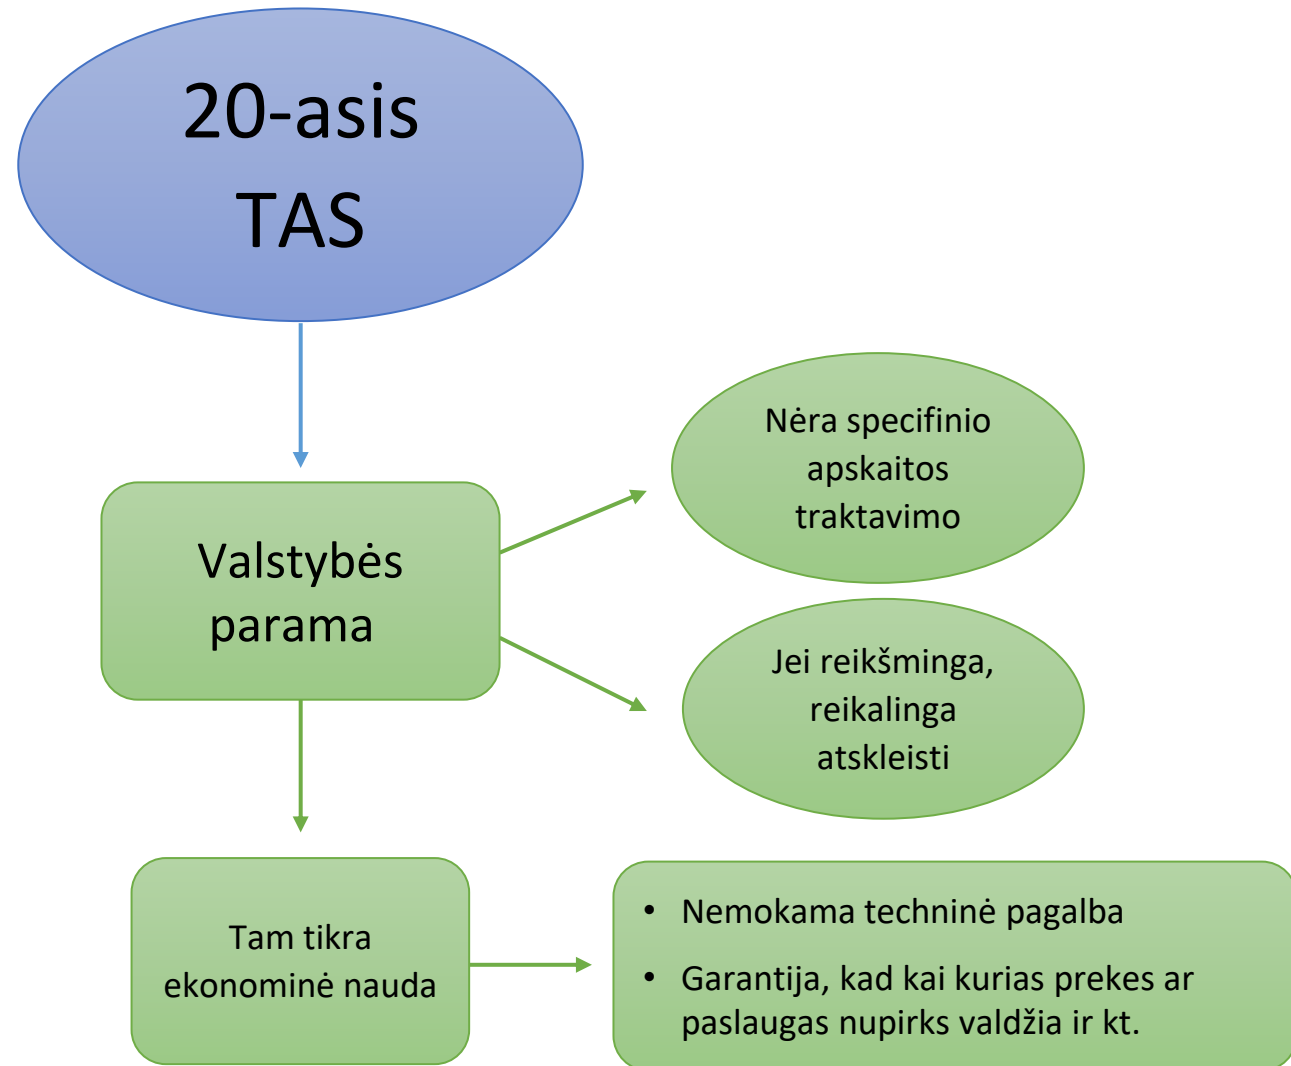 20-asis
TAS
Nėra specifinio
apskaitos
traktavimo
Valstybės
parama
Jei reikšminga,
reikalinga
atskleisti
Tam tikra
ekonominė nauda
• Nemokama techninė pagalba
• Garantija, kad kai kurias prekes ar
paslaugas nupirks valdžia ir kt.